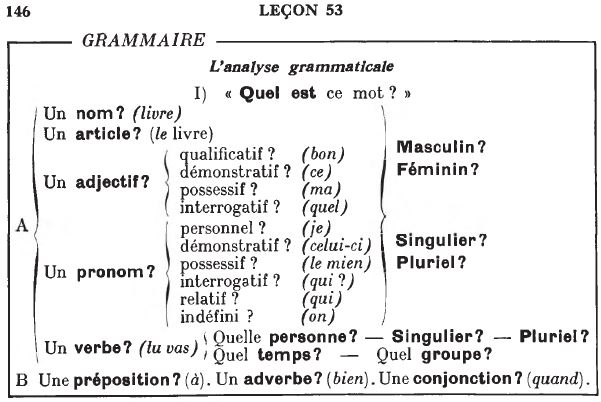 146 LEÇON 53
GRAMMAIRE
L'analyse grammaticale
I) « Quel est ce mot ? »
Un nom ? (livre)
Un article ? (le livre)
Un adjectif ?
qualificatif ? (bon)
démonstratif ? (ce)
possessif ? (ma)
interrogatif ? (quel)
Masculin ?
Féminin ?
A
Un pronom ?
personnel ? (je)
démonstratif ? (celui-ci)
possessif ? (le mien)
interrogatif ? (qui ?)
relatif ? (qui)
indéfini ? (on)
Singulier ?
Pluriel ?
Un verbe ? (tu vas)
Quelle personne ? — Singulier ? — Pluriel ?
Quel temps ? — Quel groupe ?
B Une préposition ? (à). Un adverbe ? (bien). Une conjonction ? (quand).